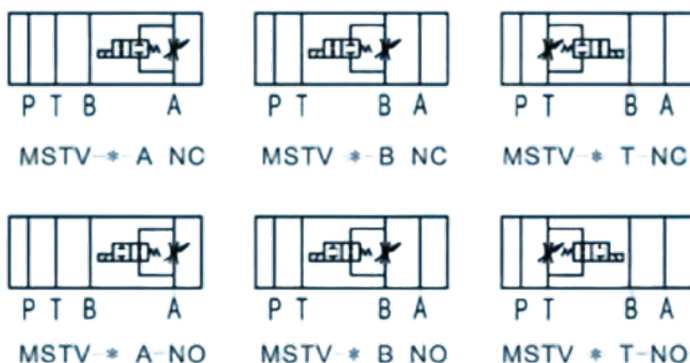 P T B A P T B A P T B A
MSTV-*-A-NC MSTV-*-B-NC MSTV-*-T-NC
P T B A P T B A P T B A
MSTV-*-A-NO MSTV-*-B-NO MSTV-*-T-NO